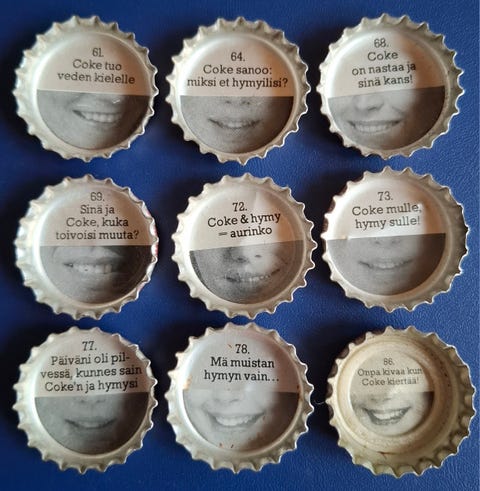 61.
Coke tuo
veden kielelle
64.
Coke sanoo:
miksi et hymyilisi?
68.
Coke
on nastaa ja
sinä kans!
69.
Sinä ja
Coke, kuka
toivoisi muuta?
72.
Coke & hymy
= aurinko
73.
Coke mulle,
hymy sulle!
77.
Päiväni oli pil-
vessä, kunnes sain
Coke'n ja hymysi
78.
Mä muistan
hymyn vain...
86.
Onpa kivaa kun
Coke kiertää!